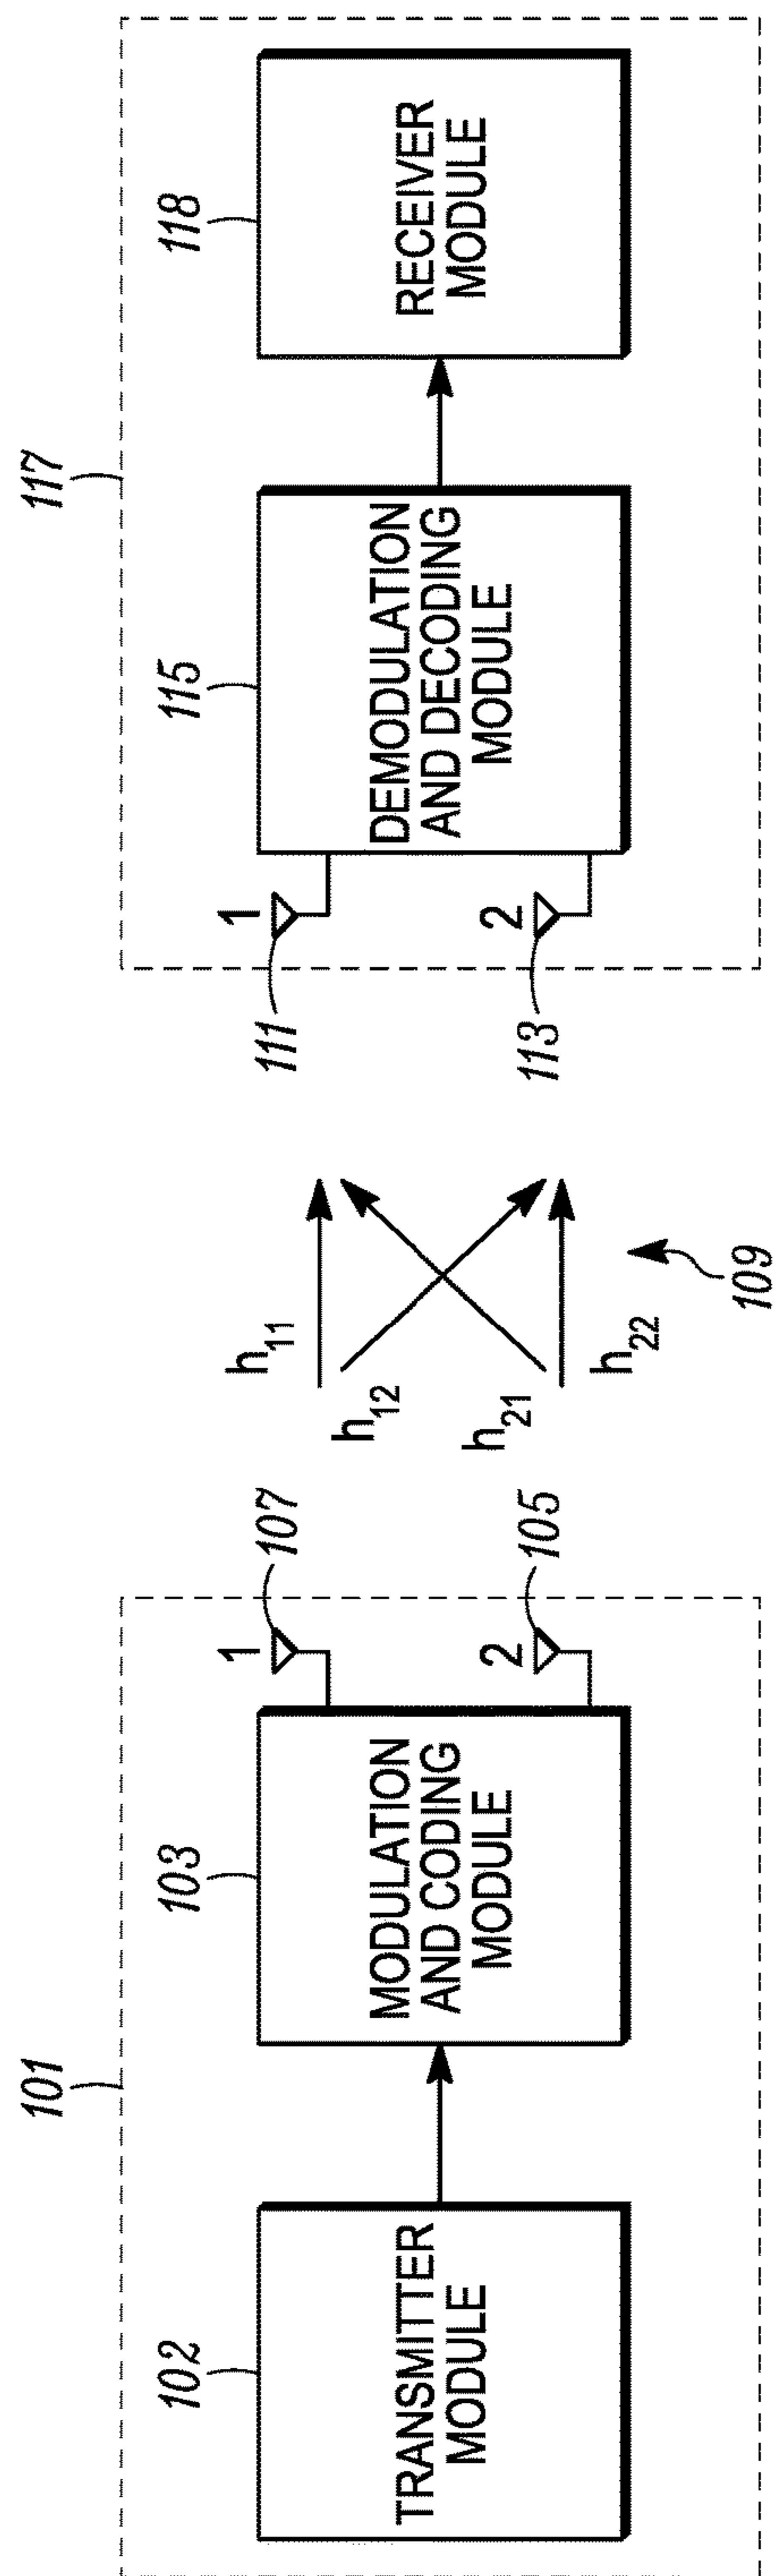 101
102
TRANSMITTER
MODULE
103
MODULATION
AND CODING
MODULE
1
107
2
105
h11
h12
h21
h22
109
117
111
1
113
2
115
DEMODULATION
AND DECODING
MODULE
118
RECEIVER
MODULE